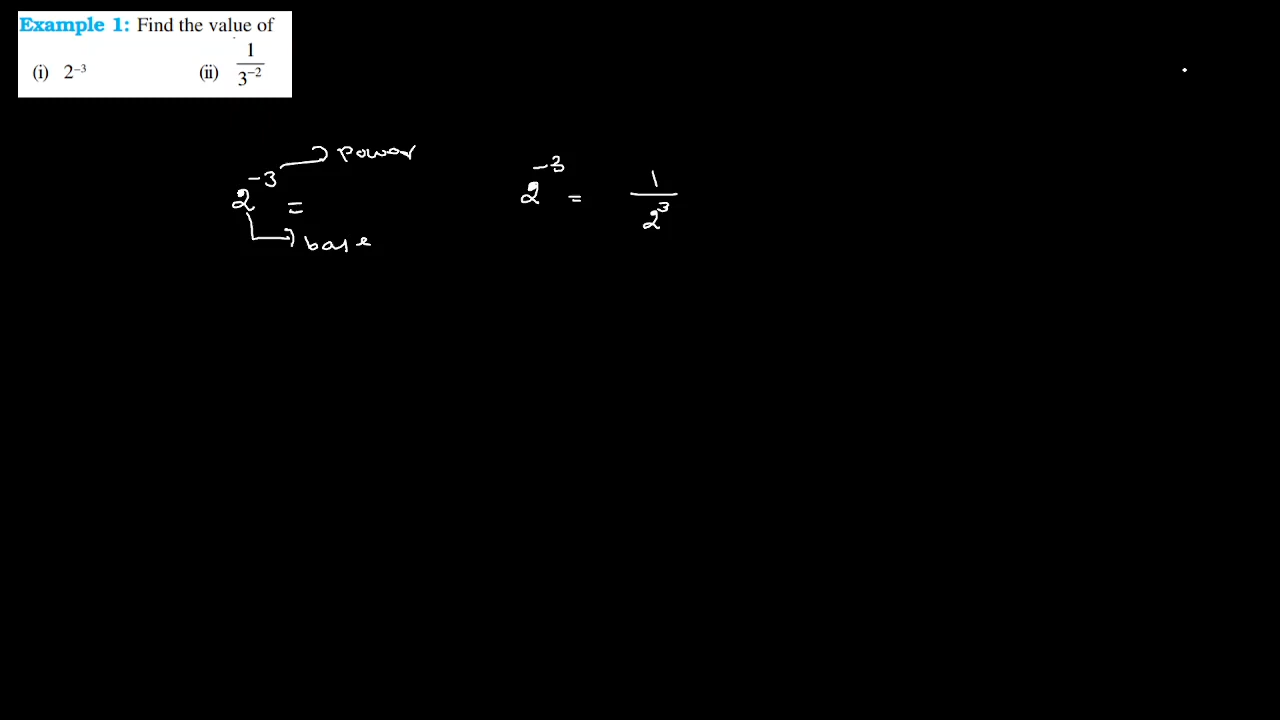 Example 1: Find the value of
(i) 2⁻³ (ii) 1/3⁻²
2⁻³ = power
base
2⁻³ = 1/2³